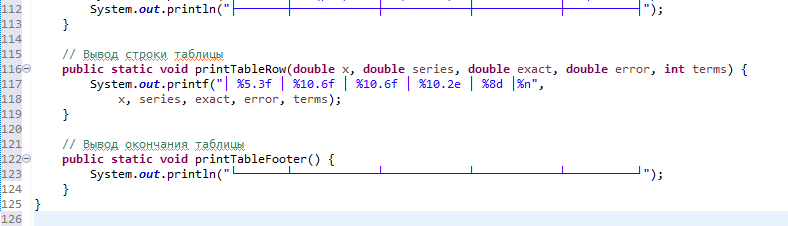 112 System.out.println("├───────┼────────────┼────────────┼────────────┼──────────┤");
113 }
114
115 // Вывод строки таблицы
116 public static void printTableRow(double x, double series, double exact, double error, int terms) {
117 System.out.printf("│ %5.3f │ %10.6f │ %10.6f │ %10.2e │ %8d │%n",
118 x, series, exact, error, terms);
119 }
120
121 // Вывод окончания таблицы
122 public static void printTableFooter() {
123 System.out.println("└───────┴────────────┴────────────┴────────────┴──────────┘");
124 }
125 }
126